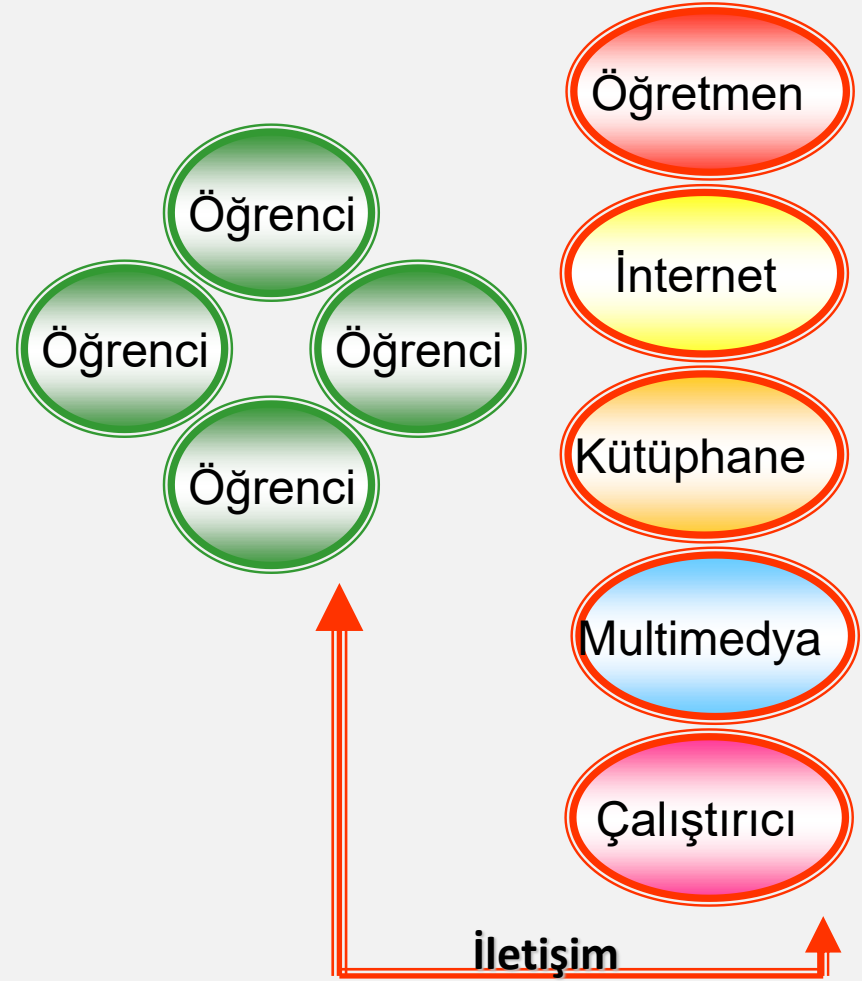 Öğretmen
Öğrenci
İnternet
Öğrenci
Öğrenci
Kütüphane
Öğrenci
Multimedya
Çalıştırıcı
İletişim